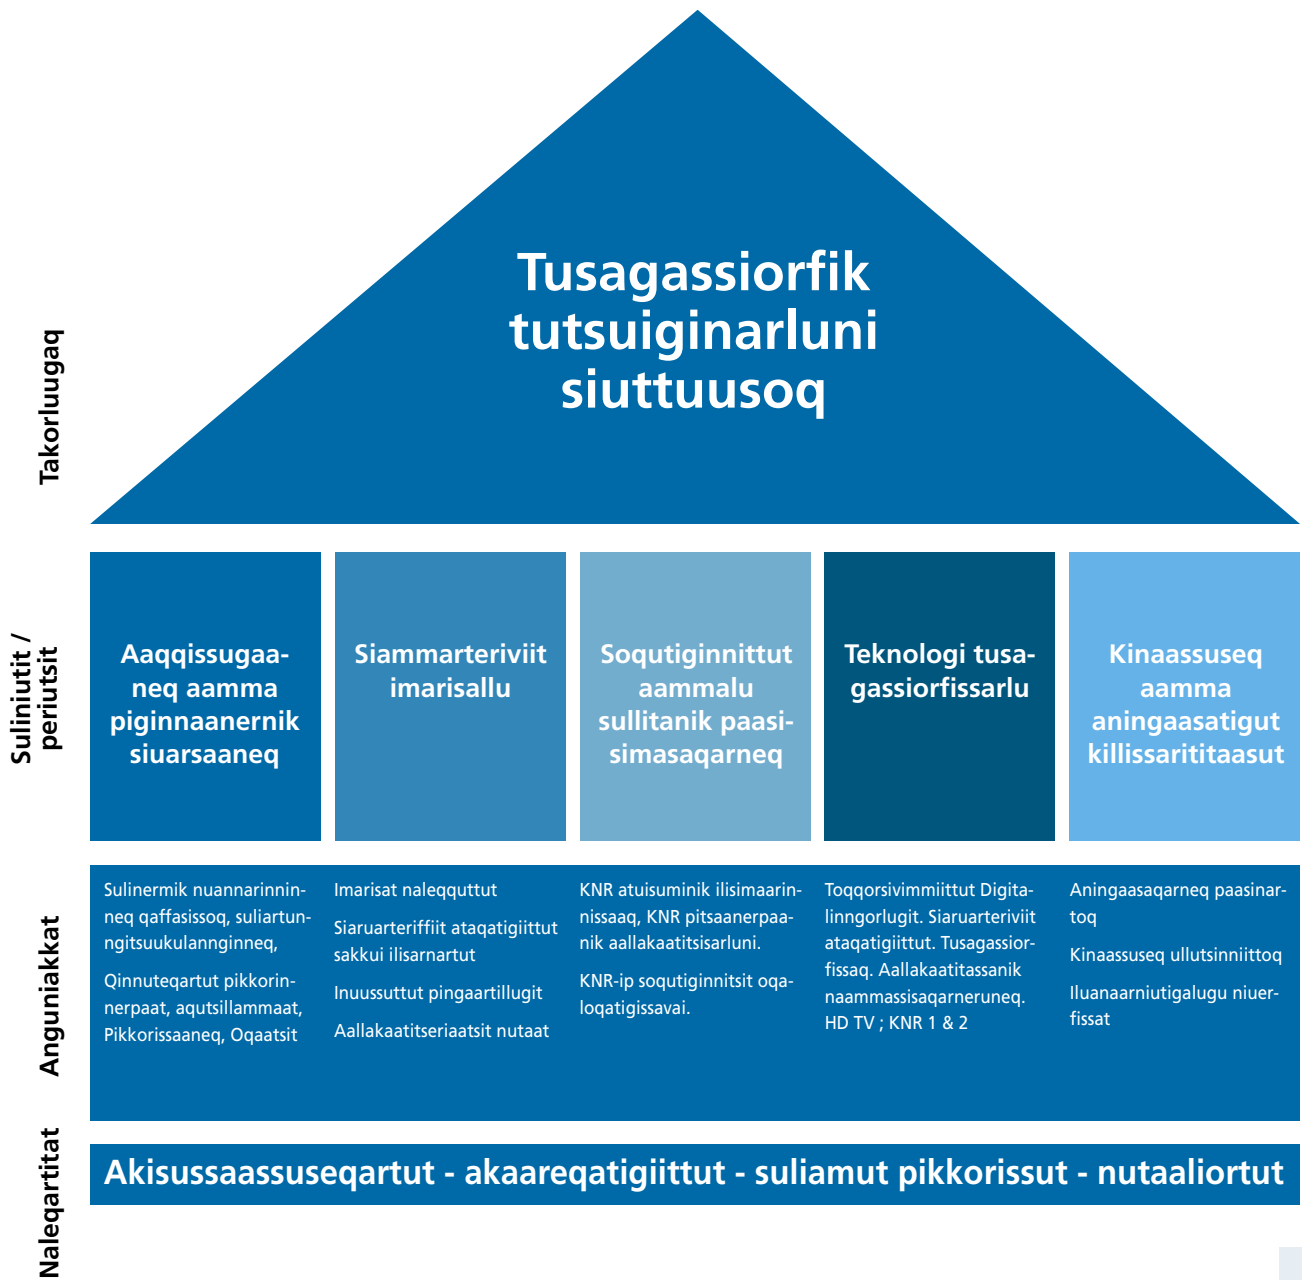 Takorluugaq
Tusagassiorfik
tutsuiginarluni
siuttuusoq
Suliniutit /
periutsit
Aaqqissugaa-
neq aamma
piginnaanernik
siuarsaaneq
Siammarteriviit
imarisallu
Soqutiginnittut
aammalu
sullitanik paasi-
simasaqarneq
Teknologi tusa-
gassiorfissarlu
Kinaassuseq
aamma
aningaasatigut
killissarititaasut
Anguniakkat
Sulinermik nuannarinnin-
neq qaffasissoq, suliartun-
ngitsuukulannginneq,
Qinnuteqartut pikkorin-
nerpaat, aqutsillammaat,
Pikkorissaaneq, Oqaatsit
Imarisat naleqquttut
Siaruarteriffiit ataqatigiittut
sakkui ilisarnartut
Inuussuttut pingaartillugit
Aallakaatitseriaatsit nutaat
KNR atuisuminik ilisimaarin-
nissaaq, KNR pitsaanerpaa-
nik aallakaatitsisarluni.
KNR-ip soqutiginnitsit oqa-
loqatigissavai.
Toqqorsivimmiittut Digita-
linngorlugit. Siaruarteriviit
ataqatigiittut. Tusagassior-
fissaq. Aallakaatitassanik
naammassisaqarneruneq.
HD TV ; KNR 1 & 2
Aningaasaqarneq paasinar-
toq
Kinaassuseq ullutsinniittoq
Iluanaarniutigalugu niuer-
fissat
Naleqartitat
Akisussaassuseqartut - akaareqatigiittut - suliamut pikkorissut - nutaaliortut